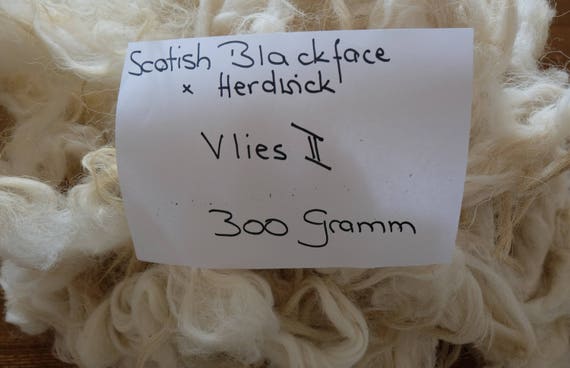 Scotish Blackface
x Herdwick
Vlies II
300 Gramm